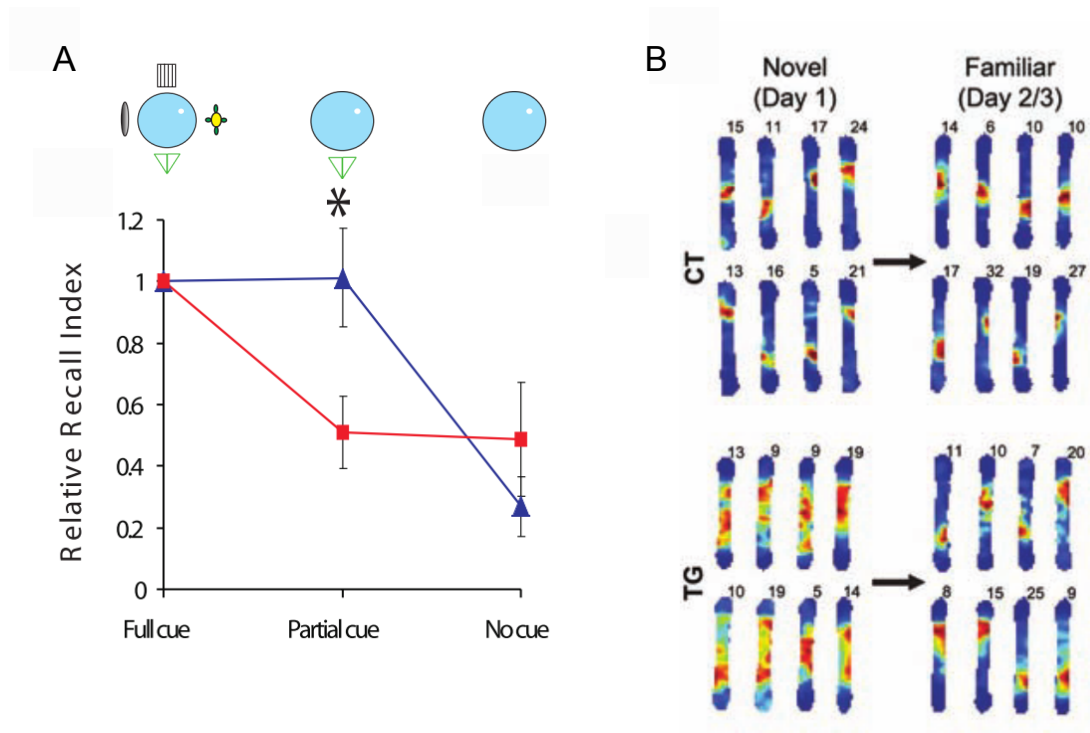 A
1.2
1
0.8
0.6
0.4
0.2
0
Relative Recall Index
*
Full cue
Partial cue
No cue
B
Novel
(Day 1)
Familiar
(Day 2/3)
CT
15 11 17 24
14 6 10 10
13 16 5 21
17 32 19 27
TG
13 9 9 19
11 10 7 20
10 19 5 14
8 15 25 9